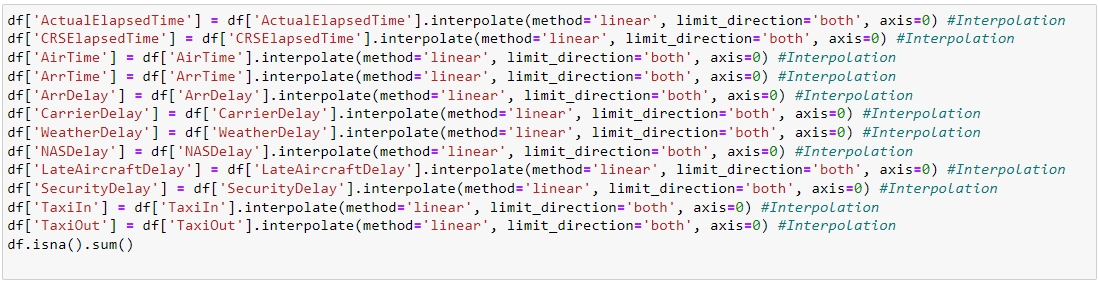 df['ActualElapsedTime'] = df['ActualElapsedTime'].interpolate(method='linear', limit_direction='both', axis=0) #Interpolation
df['CRSElapsedTime'] = df['CRSElapsedTime'].interpolate(method='linear', limit_direction='both', axis=0) #Interpolation
df['AirTime'] = df['AirTime'].interpolate(method='linear', limit_direction='both', axis=0) #Interpolation
df['ArrTime'] = df['ArrTime'].interpolate(method='linear', limit_direction='both', axis=0) #Interpolation
df['ArrDelay'] = df['ArrDelay'].interpolate(method='linear', limit_direction='both', axis=0) #Interpolation
df['CarrierDelay'] = df['CarrierDelay'].interpolate(method='linear', limit_direction='both', axis=0) #Interpolation
df['WeatherDelay'] = df['WeatherDelay'].interpolate(method='linear', limit_direction='both', axis=0) #Interpolation
df['NASDelay'] = df['NASDelay'].interpolate(method='linear', limit_direction='both', axis=0) #Interpolation
df['LateAircraftDelay'] = df['LateAircraftDelay'].interpolate(method='linear', limit_direction='both', axis=0) #Interpolation
df['SecurityDelay'] = df['SecurityDelay'].interpolate(method='linear', limit_direction='both', axis=0) #Interpolation
df['TaxiIn'] = df['TaxiIn'].interpolate(method='linear', limit_direction='both', axis=0) #Interpolation
df['TaxiOut'] = df['TaxiOut'].interpolate(method='linear', limit_direction='both', axis=0) #Interpolation
df.isna().sum()